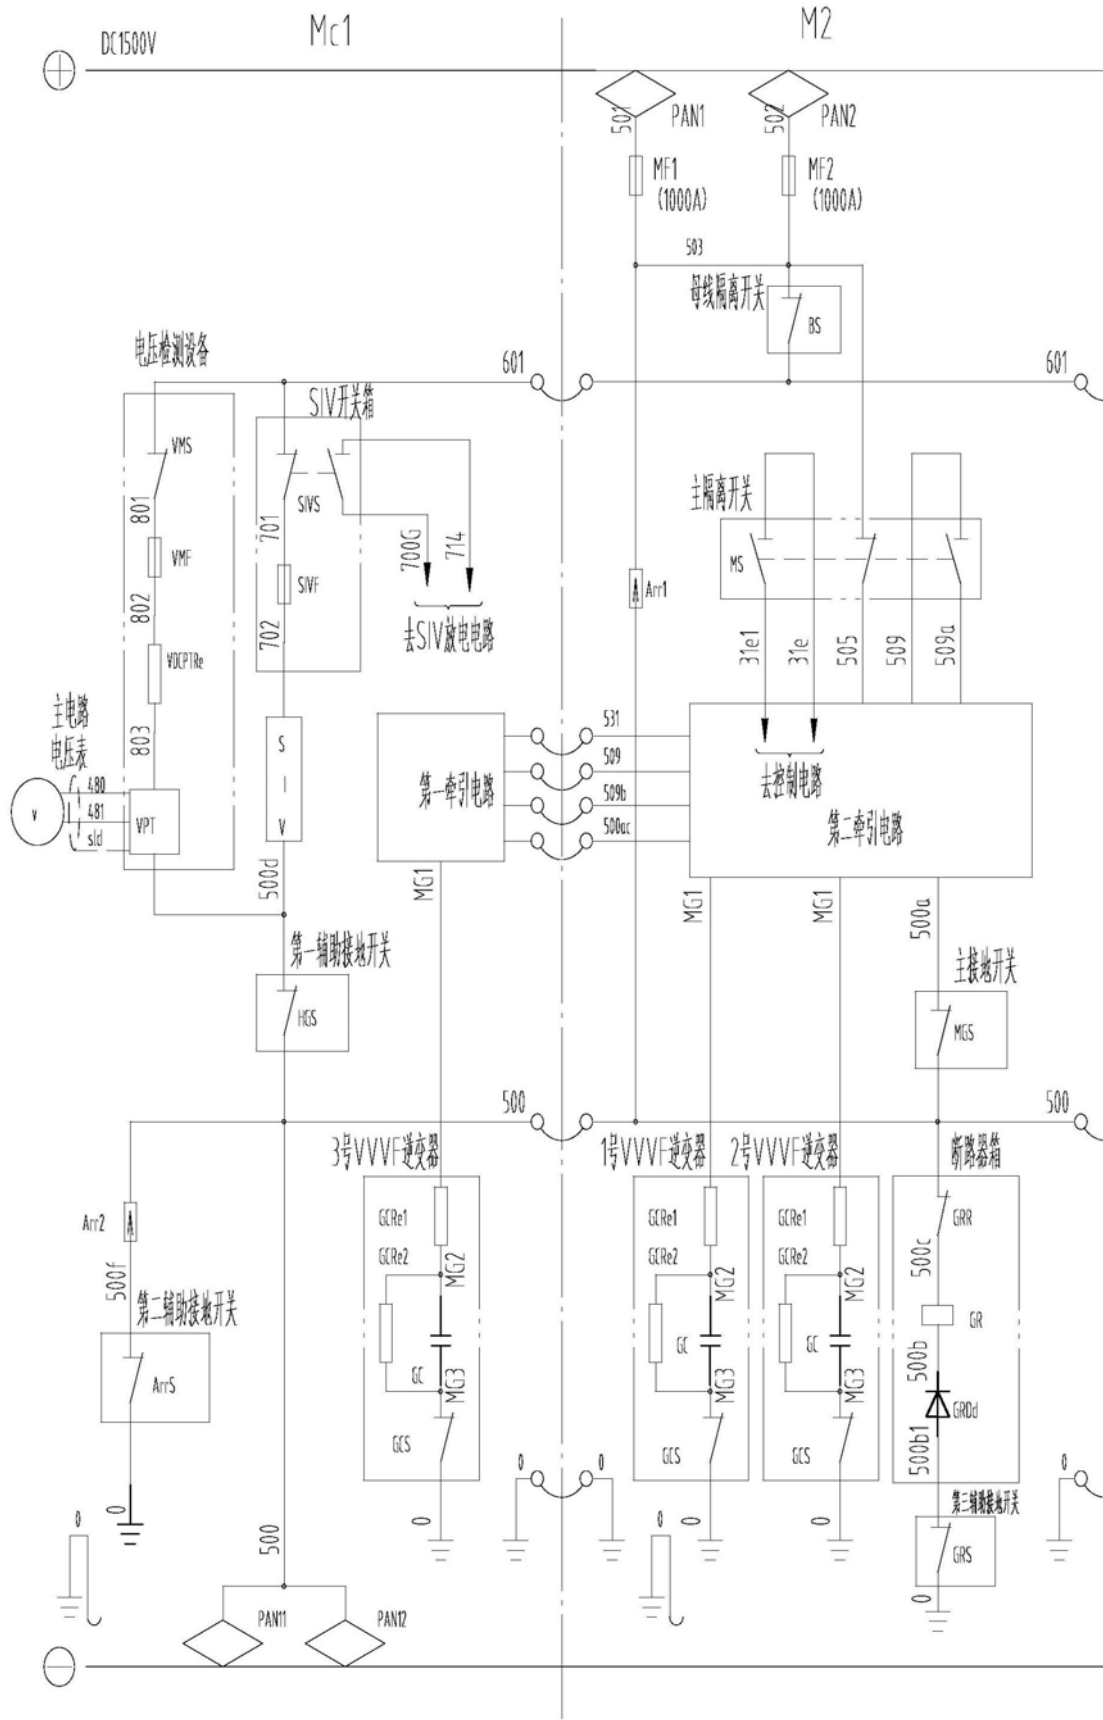 Mc1
M2
DC1500V
501
PAN1
502
PAN2
MF1
(1000A)
MF2
(1000A)
503
母线隔离开关
BS
电压检测设备
601
601
SIV开关箱
VMS
801
VMF
802
VDCPTRe
803
SIVS
701
SIVF
702
700G
714
去SIV放电电路
Arr1
主隔离开关
MS
31e1
31e
505
509
509a
主电路
电压表
V
480
481
sld
VPT
S
I
V
500d
第一牵引电路
531
509
509b
500ac
去控制电路
第二牵引电路
MG1
MG1
MG1
500a
第一辅助接地开关
HGS
主接地开关
MGS
500
500
3号VVVF逆变器
1号VVVF逆变器
2号VVVF逆变器
断路器箱
Arr2
500f
第二辅助接地开关
ArrS
0
0
500
GCRe1
GCRe2
MG2
GC
MG3
GCS
0
0
0
GCRe1
GCRe2
MG2
GC
MG3
GCS
0
0
GCRe1
GCRe2
MG2
GC
MG3
GCS
0
GRR
500c
GR
500b
GRDd
500b1
第三辅助接地开关
GRS
0
0
PAN11
PAN12